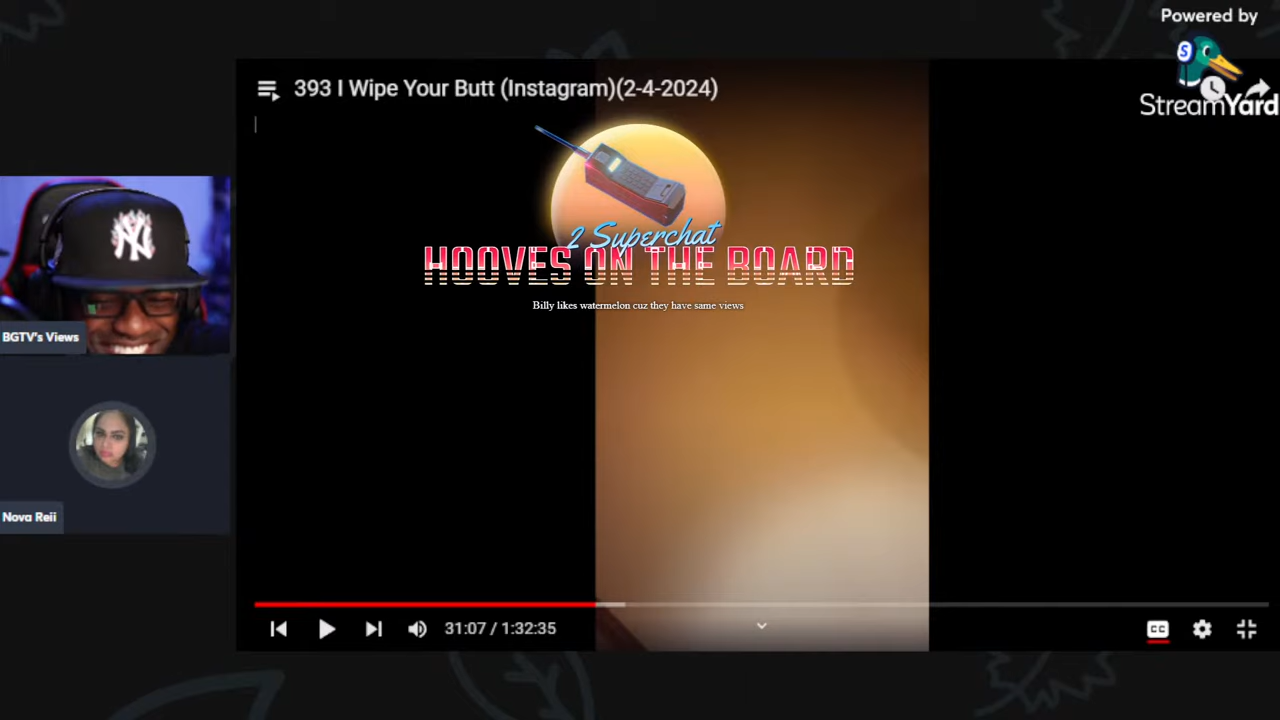 Powered by
StreamYard
S
393 I Wipe Your Butt (Instagram)(2-4-2024)
2 Superchat
HOOVES ON THE BOARD
Billy likes watermelon cuz they have same views
NY
BGTV's Views
Nova Reii
31:07 / 1:32:35
CC